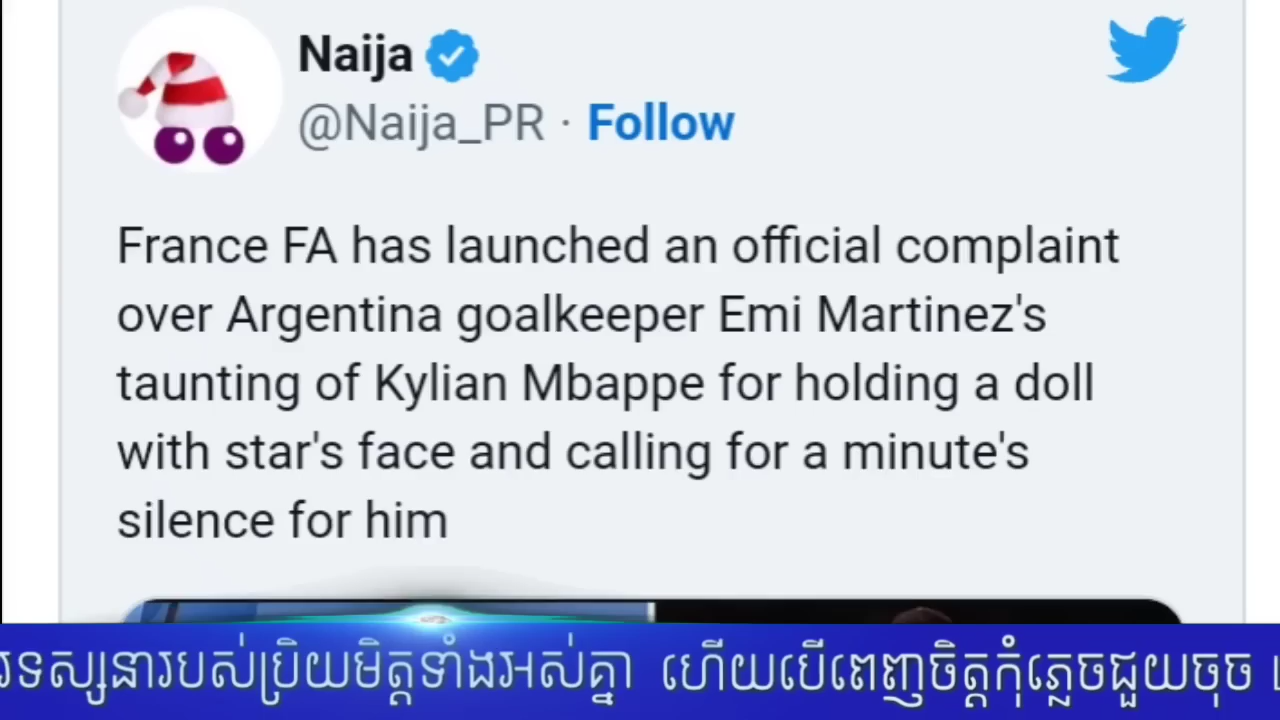 Naija
@Naija_PR · Follow
France FA has launched an official complaint
over Argentina goalkeeper Emi Martinez's
taunting of Kylian Mbappe for holding a doll
with star's face and calling for a minute's
silence for him
ទស្សនារបស់ប្រិយមិត្តទាំងអស់គ្នា ហើយបើពេញចិត្តកុំភ្លេចជួយចុច